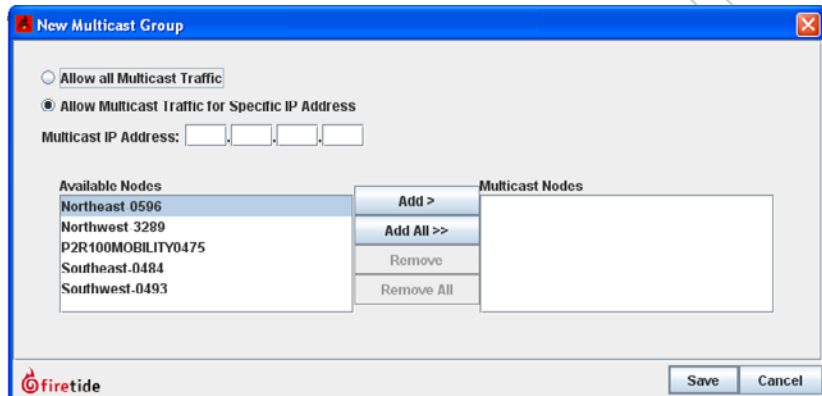 New Multicast Group
Allow all Multicast Traffic
Allow Multicast Traffic for Specific IP Address
Multicast IP Address: . . .
Available Nodes
Multicast Nodes
Northeast-0596
Northwest-3289
P2R100MOBILITY0475
Southeast-0484
Southwest-0493
Add >
Add All >>
Remove
Remove All
firetide
Save
Cancel